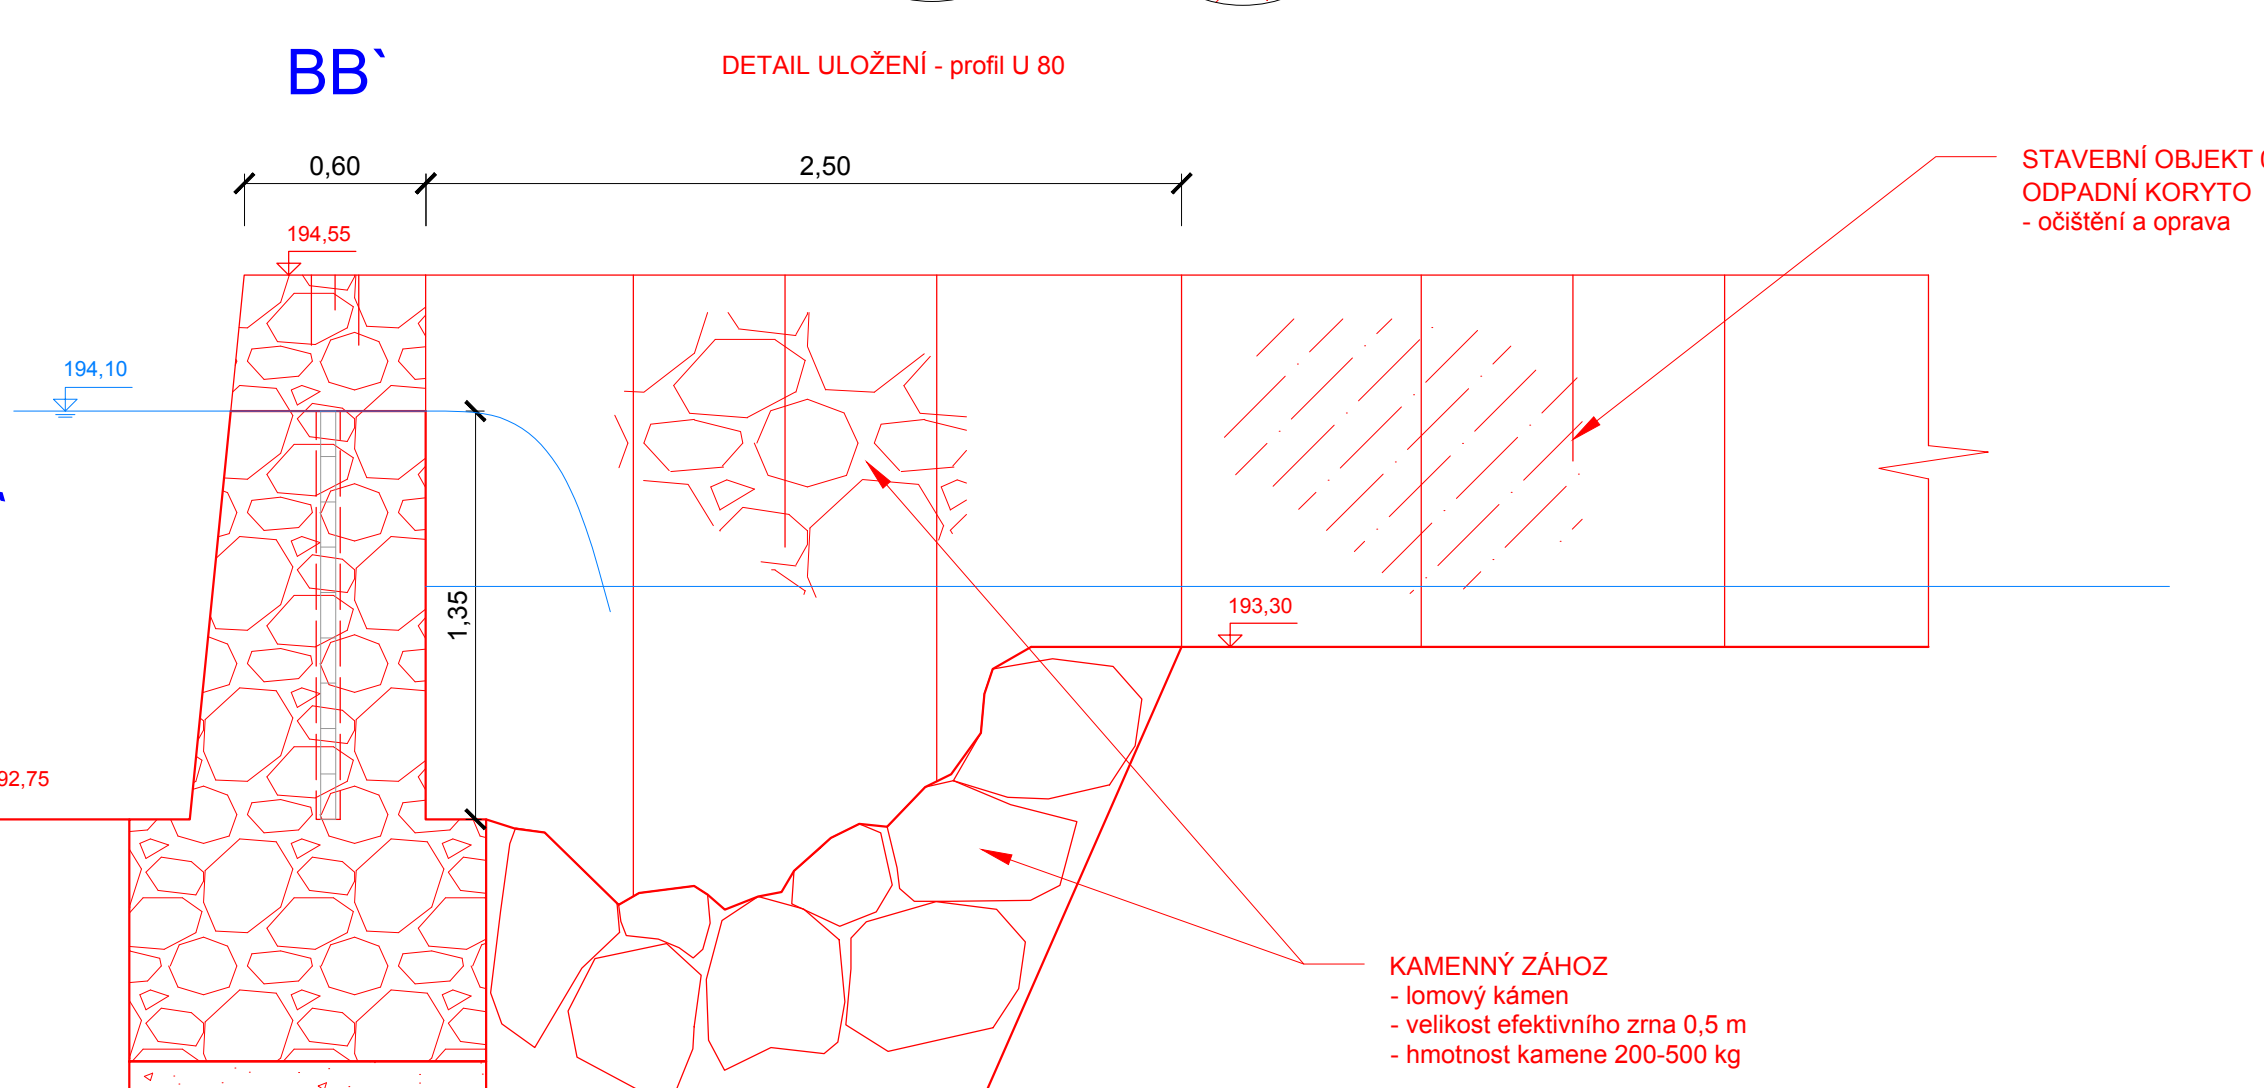 BB`
DETAIL ULOŽENÍ - profil U 80
0,60
2,50
STAVEBNÍ OBJEKT
ODPADNÍ KORYTO
- očištění a oprava
194,55
194,10
1,35
193,30
92,75
KAMENNÝ ZÁHOZ
- lomový kámen
- velikost efektivního zrna 0,5 m
- hmotnost kamene 200-500 kg